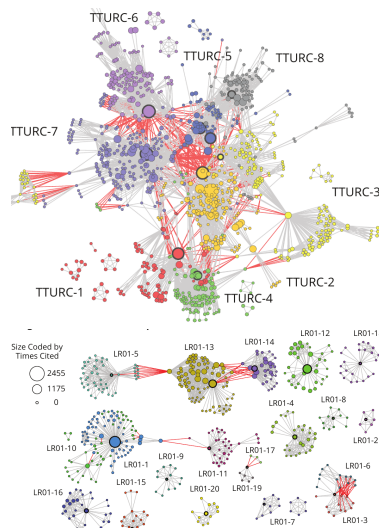 TTURC-6
TTURC-5
TTURC-8
TTURC-7
TTURC-3
TTURC-2
TTURC-1
TTURC-4
Size Coded by
Times Cited
2455
1175
0
LR01-5
LR01-13
LR01-14
LR01-12
LR01-1
LR01-4
LR01-8
LR01-2
LR01-10
LR01-1
LR01-9
LR01-11
LR01-17
LR01-19
LR01-6
LR01-16
LR01-15
LR01-20
LR01-7
LR01-3